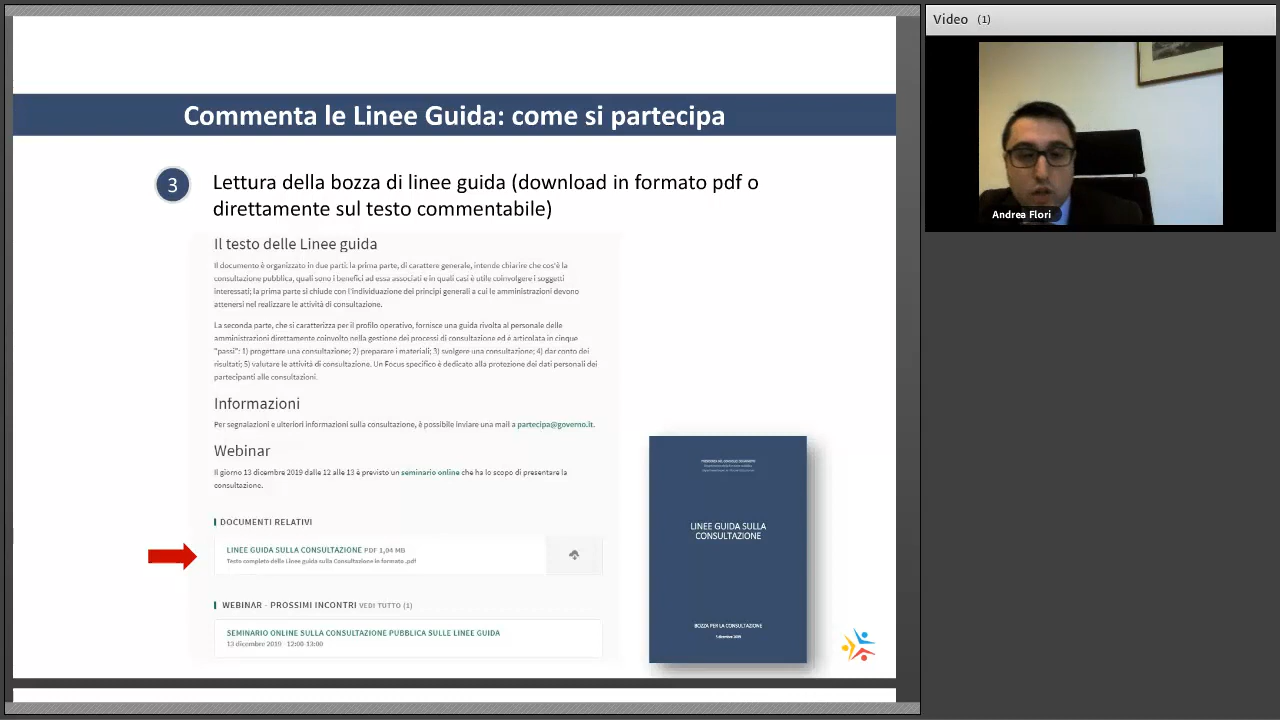 Commenta le Linee Guida: come si partecipa
3
Lettura della bozza di linee guida (download in formato pdf o
direttamente sul testo commentabile)
Il testo delle Linee guida
Il documento è organizzato in due parti: la prima parte, di carattere generale, intende chiarire che cos'è la
consultazione pubblica, quali sono i benefici ad essa associati e in quali casi è utile coinvolgere i soggetti
interessati; la prima parte si chiude con l'individuazione dei principi generali a cui le amministrazioni devono
attenersi nel realizzare le attività di consultazione.
La seconda parte, che si caratterizza per il profilo operativo, fornisce una guida rivolta al personale delle
amministrazioni direttamente coinvolto nella gestione dei processi di consultazione ed è articolata in cinque
"passi": 1) progettare una consultazione; 2) preparare i materiali; 3) svolgere una consultazione; 4) dar conto dei
risultati; 5) valutare le attività di consultazione. Un Focus specifico è dedicato alla protezione dei dati personali dei
partecipanti alle consultazioni.
Informazioni
Per segnalazioni e ulteriori informazioni sulla consultazione, è possibile inviare una mail a partecipa@governo.it.
Webinar
Il giorno 13 dicembre 2019 dalle 12 alle 13 è previsto un seminario online che ha lo scopo di presentare la
consultazione.
DOCUMENTI RELATIVI
LINEE GUIDA SULLA CONSULTAZIONE PDF 1,04 MB
Testo completo delle Linee guida sulla Consultazione in formato .pdf
WEBINAR - PROSSIMI INCONTRI VEDI TUTTO (1)
SEMINARIO ONLINE SULLA CONSULTAZIONE PUBBLICA SULLE LINEE GUIDA
13 dicembre 2019 - 12:00-13:00
LINEE GUIDA SULLA
CONSULTAZIONE
BOZZA PER LA CONSULTAZIONE
dicembre 2019
Video (1)
Andrea Flori